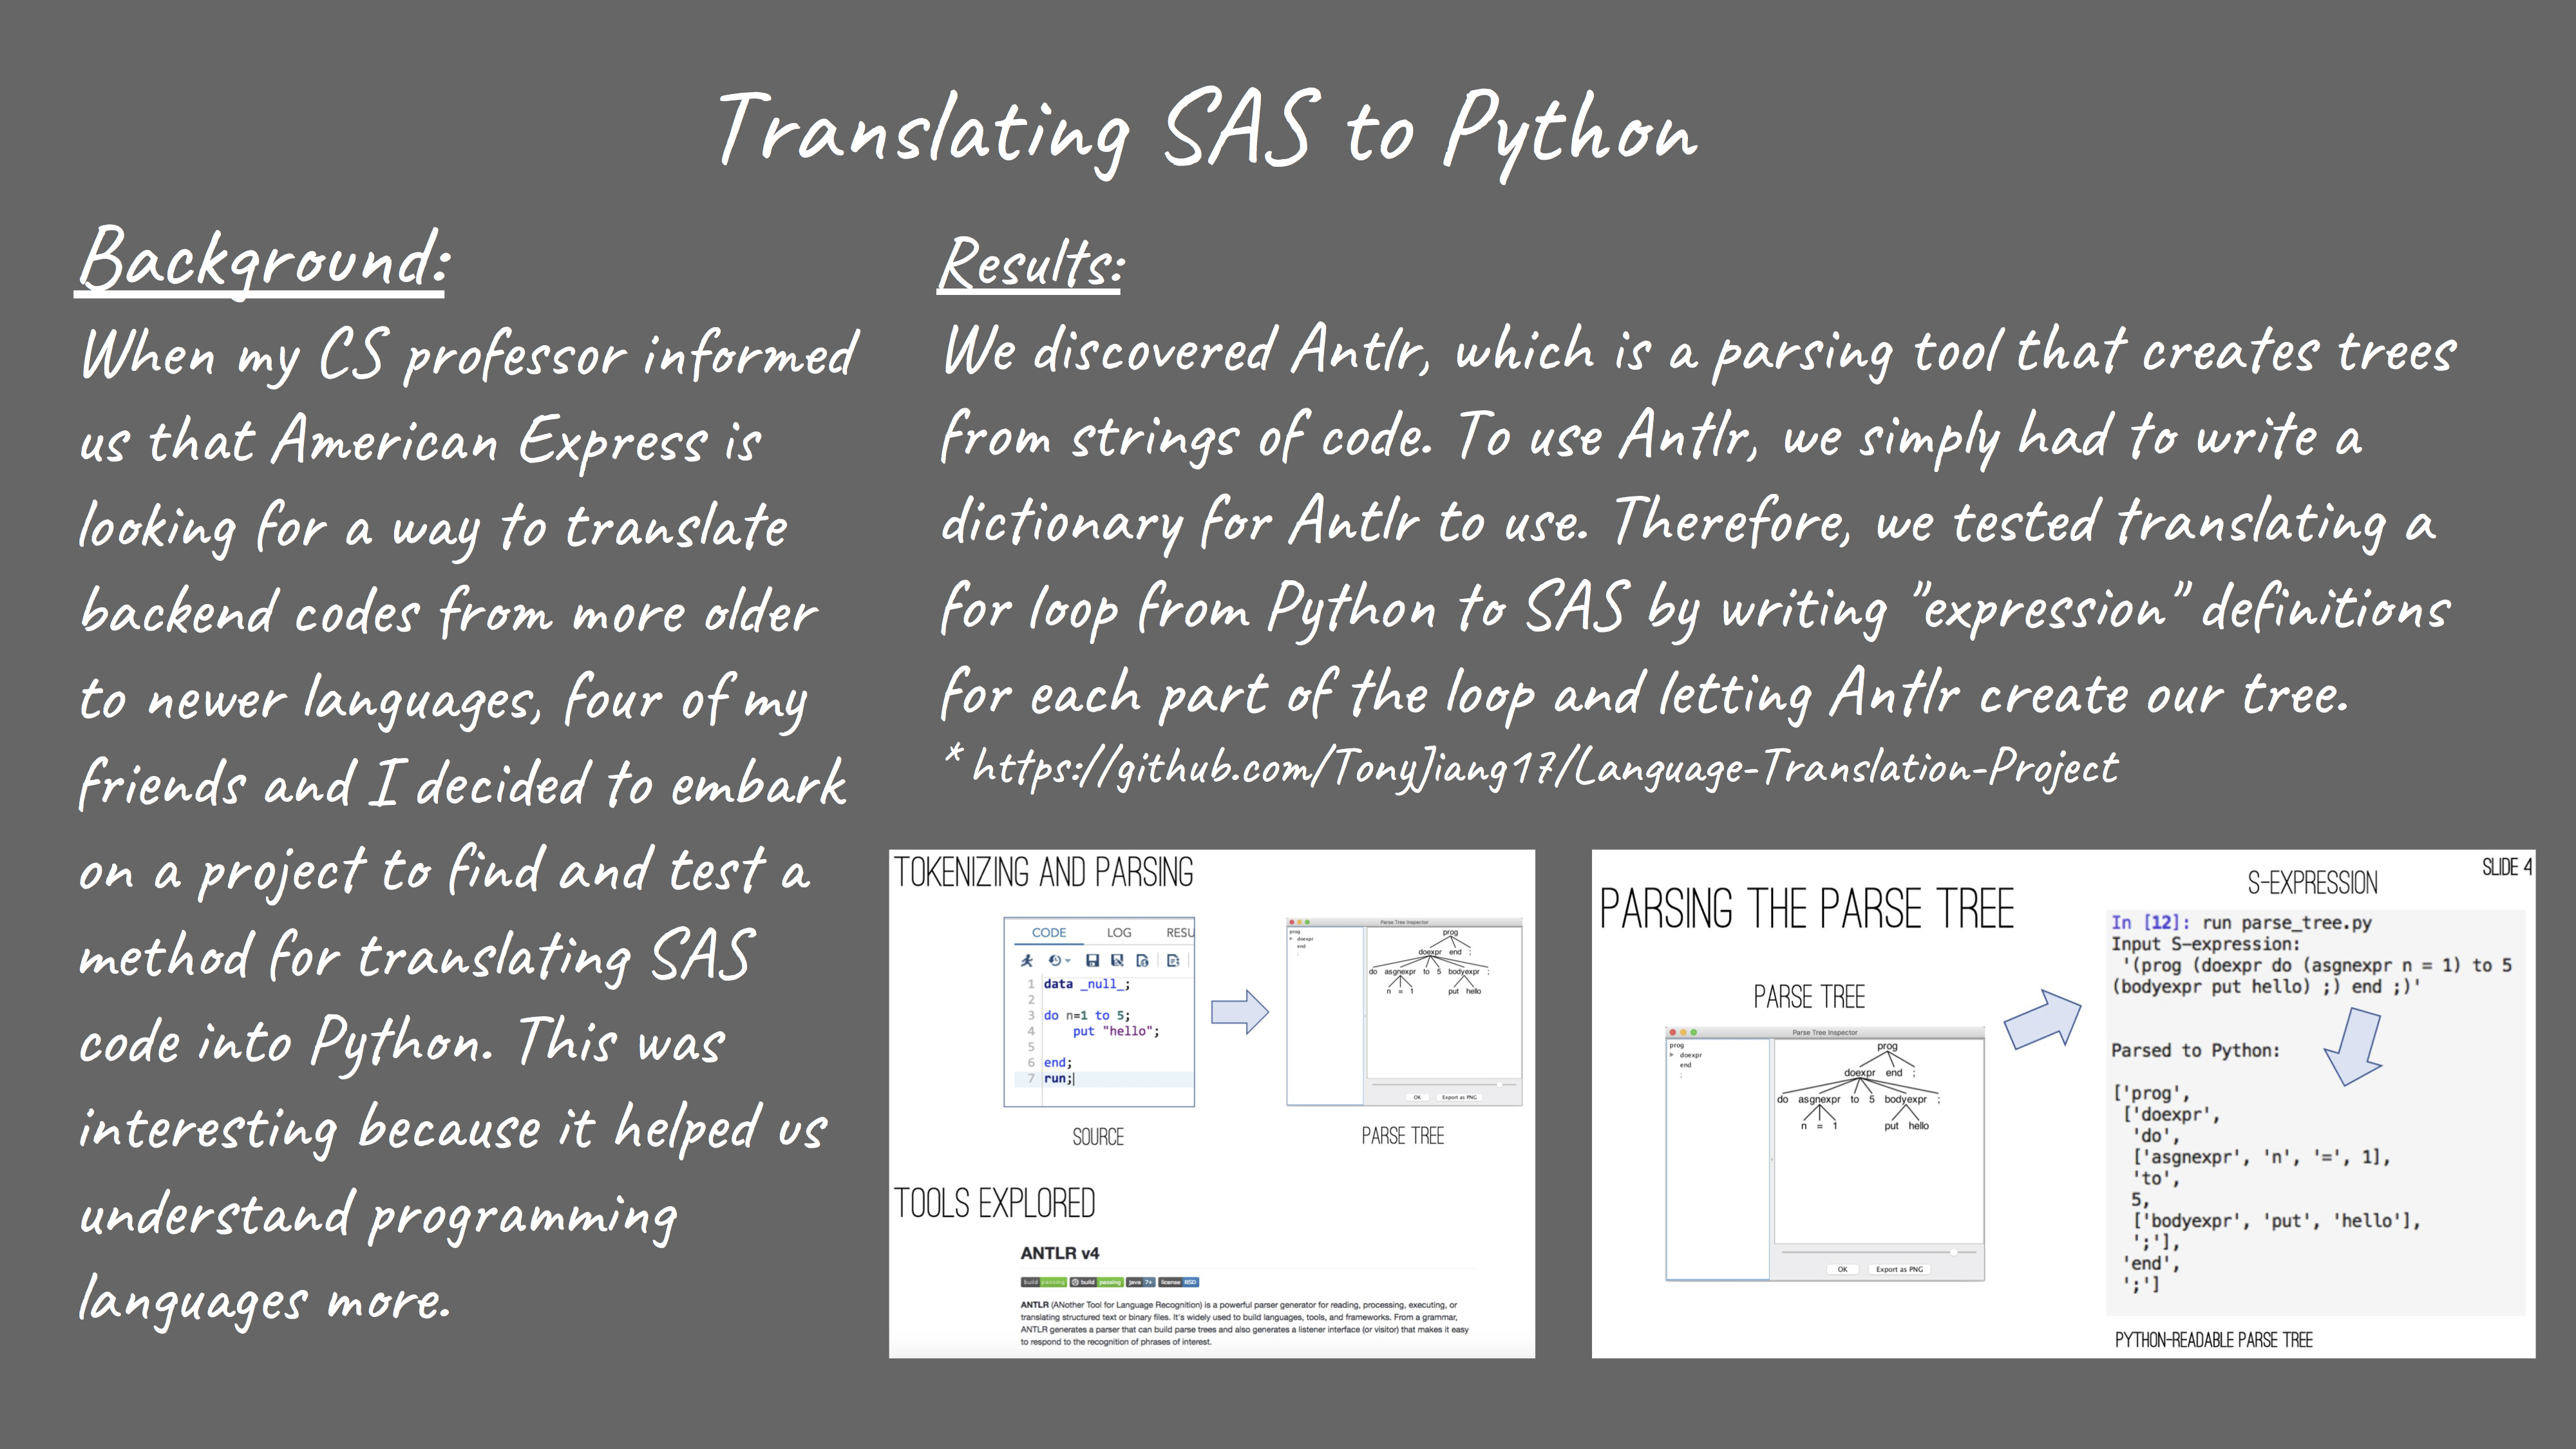 Translating SAS to Python
Background:
When my CS professor informed
us that American Express is
looking for a way to translate
backend codes from more older
to newer languages, four of my
friends and I decided to embark
on a project to find and test a
method for translating SAS
code into Python. This was
interesting because it helped us
understand programming
languages more.
Results:
We discovered Antlr, which is a parsing tool that creates trees
from strings of code. To use Antlr, we simply had to write a
dictionary for Antlr to use. Therefore, we tested translating a
for loop from Python to SAS by writing "expression" definitions
for each part of the loop and letting Antlr create our tree.
* https://github.com/TonyJiang17/Language-Translation-Project
TOKENIZING AND PARSING
CODE LOG RESU
1 data _null_;
2
3 do n=1 to 5;
4 put "hello";
5
6 end;
7 run;
SOURCE
Parse Tree Inspector
prog
doexpr
end
;
prog
doexpr end ;
do asgnexpr to 5 bodyexpr ;
n = 1 put hello
OK Export as PNG
PARSE TREE
TOOLS EXPLORED
ANTLR v4
build passing build passing java 7+ license BSD
ANTLR (ANother Tool for Language Recognition) is a powerful parser generator for reading, processing, executing, or
translating structured text or binary files. It's widely used to build languages, tools, and frameworks. From a grammar,
ANTLR generates a parser that can build parse trees and also generates a listener interface (or visitor) that makes it easy
to respond to the recognition of phrases of interest.
SLIDE 4
PARSING THE PARSE TREE
PARSE TREE
Parse Tree Inspector
prog
doexpr
end
;
prog
doexpr end ;
do asgnexpr to 5 bodyexpr ;
n = 1 put hello
OK Export as PNG
S-EXPRESSION
In [12]: run parse_tree.py
Input S-expression:
'(prog (doexpr do (asgnexpr n = 1) to 5
(bodyexpr put hello) ;) end ;)'
Parsed to Python:
['prog',
['doexpr',
'do',
['asgnexpr', 'n', '=', 1],
'to',
5,
['bodyexpr', 'put', 'hello'],
';'],
'end',
';']
PYTHON-READABLE PARSE TREE